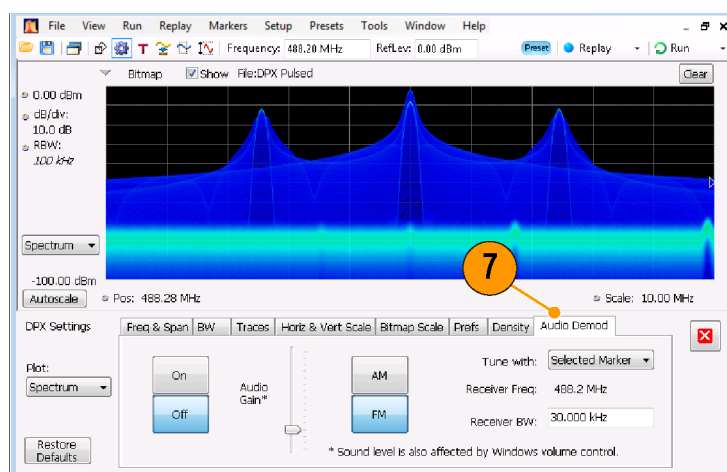 File View Run Replay Markers Setup Presets Tools Window Help
T Frequency: 488.20 MHz RefLev: 0.00 dBm Preset Replay Run
Bitmap Show File:DPX Pulsed Clear
0.00 dBm
dB/div:
10.0 dB
RBW:
100 kHz
Spectrum
-100.00 dBm
7
Autoscale Pos: 488.28 MHz Scale: 10.00 MHz
DPX Settings Freq & Span BW Traces Horiz & Vert Scale Bitmap Scale Prefs Density Audio Demod
Plot:
Spectrum
Restore
Defaults
On
Off
Audio
Gain*
AM
FM
Tune with: Selected Marker
Receiver Freq: 488.2 MHz
Receiver BW: 30.000 kHz
* Sound level is also affected by Windows volume control.